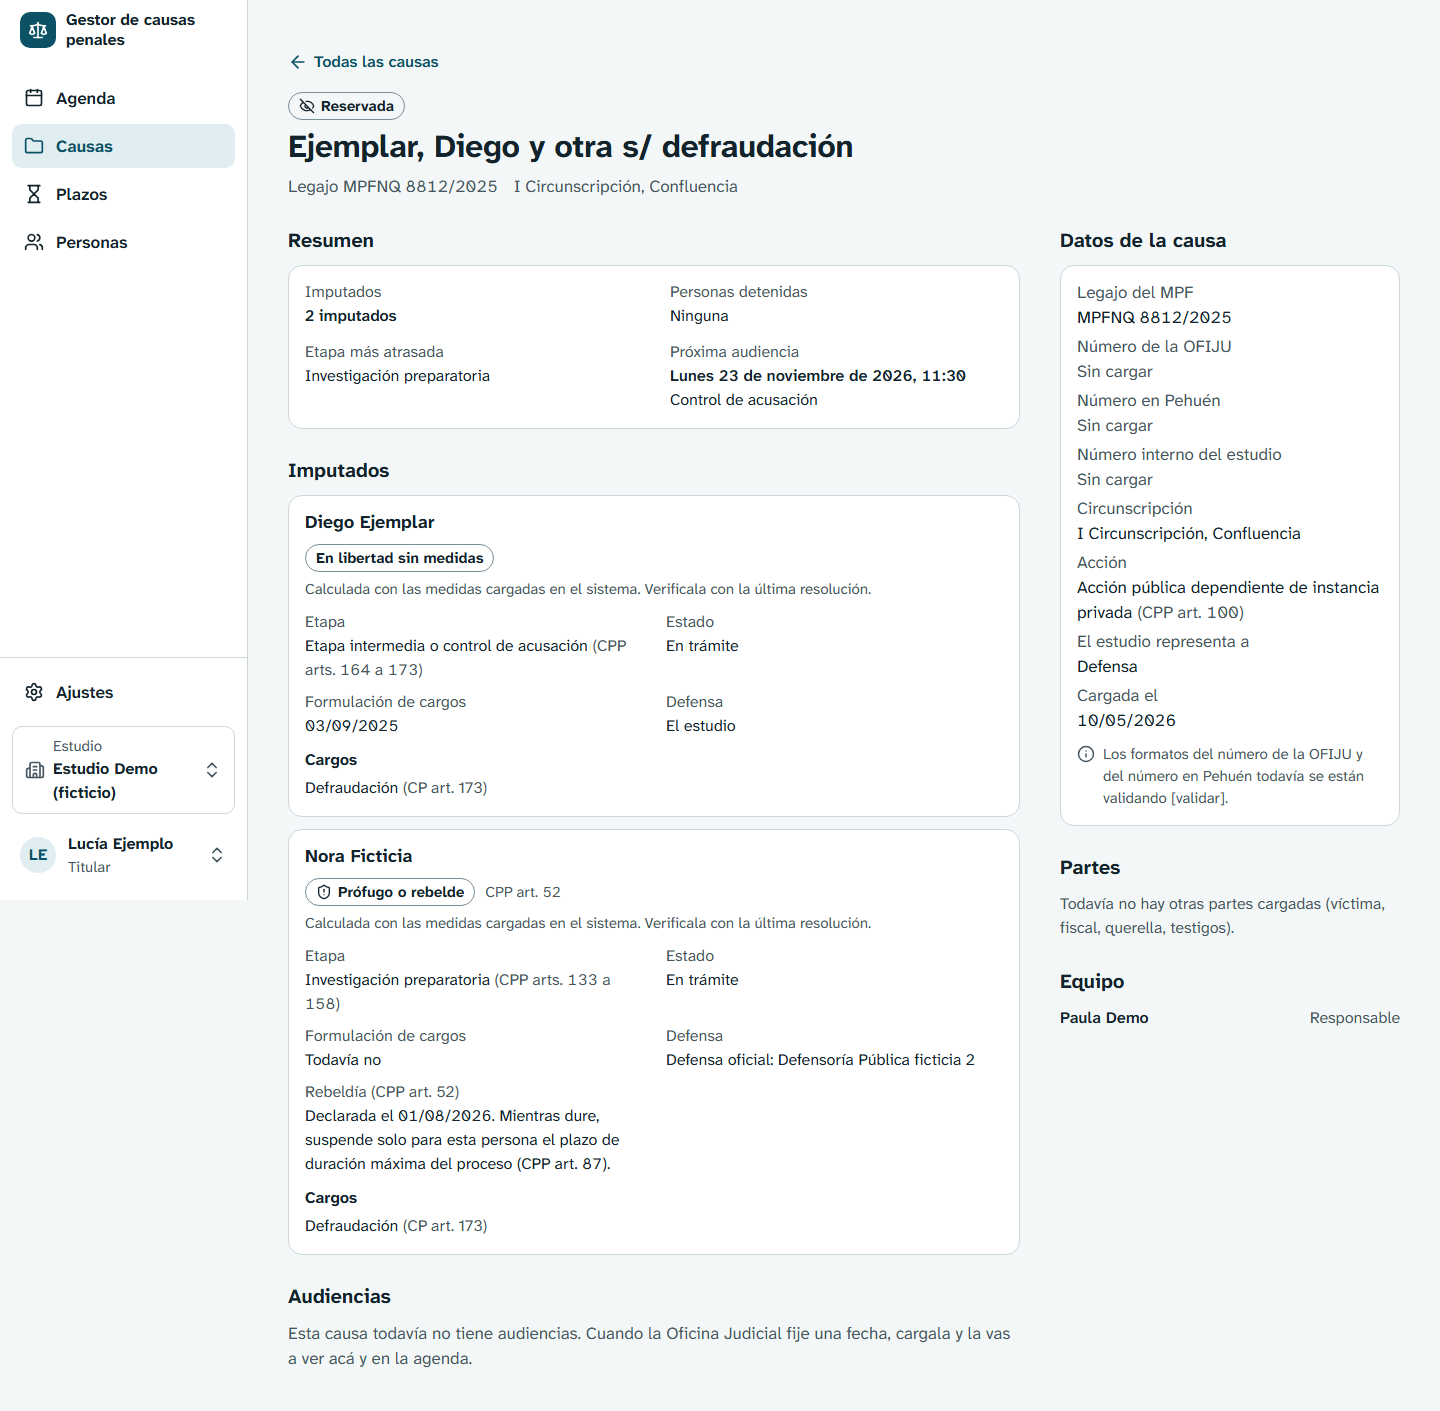 Gestor de causas
penales
Agenda
Causas
Plazos
Personas
Ajustes
Estudio
Estudio Demo
(ficticio)
LE
Lucía Ejemplo
Titular
Todas las causas
Reservada
Ejemplar, Diego y otra s/ defraudación
Legajo MPFNQ 8812/2025 I Circunscripción, Confluencia
Resumen
Imputados
2 imputados
Personas detenidas
Ninguna
Etapa más atrasada
Investigación preparatoria
Próxima audiencia
Lunes 23 de noviembre de 2026, 11:30
Control de acusación
Imputados
Diego Ejemplar
En libertad sin medidas
Calculada con las medidas cargadas en el sistema. Verificala con la última resolución.
Etapa
Etapa intermedia o control de acusación (CPP
arts. 164 a 173)
Estado
En trámite
Formulación de cargos
03/09/2025
Defensa
El estudio
Cargos
Defraudación (CP art. 173)
Nora Ficticia
Prófugo o rebelde CPP art. 52
Calculada con las medidas cargadas en el sistema. Verificala con la última resolución.
Etapa
Investigación preparatoria (CPP arts. 133 a
158)
Estado
En trámite
Formulación de cargos
Todavía no
Defensa
Defensa oficial: Defensoría Pública ficticia 2
Rebeldía (CPP art. 52)
Declarada el 01/08/2026. Mientras dure,
suspende solo para esta persona el plazo de
duración máxima del proceso (CPP art. 87).
Cargos
Defraudación (CP art. 173)
Audiencias
Esta causa todavía no tiene audiencias. Cuando la Oficina Judicial fije una fecha, cargala y la vas
a ver acá y en la agenda.
Datos de la causa
Legajo del MPF
MPFNQ 8812/2025
Número de la OFIJU
Sin cargar
Número en Pehuén
Sin cargar
Número interno del estudio
Sin cargar
Circunscripción
I Circunscripción, Confluencia
Acción
Acción pública dependiente de instancia
privada (CPP art. 100)
El estudio representa a
Defensa
Cargada el
10/05/2026
Los formatos del número de la OFIJU y
del número en Pehuén todavía se están
validando [validar].
Partes
Todavía no hay otras partes cargadas (víctima,
fiscal, querella, testigos).
Equipo
Paula Demo Responsable